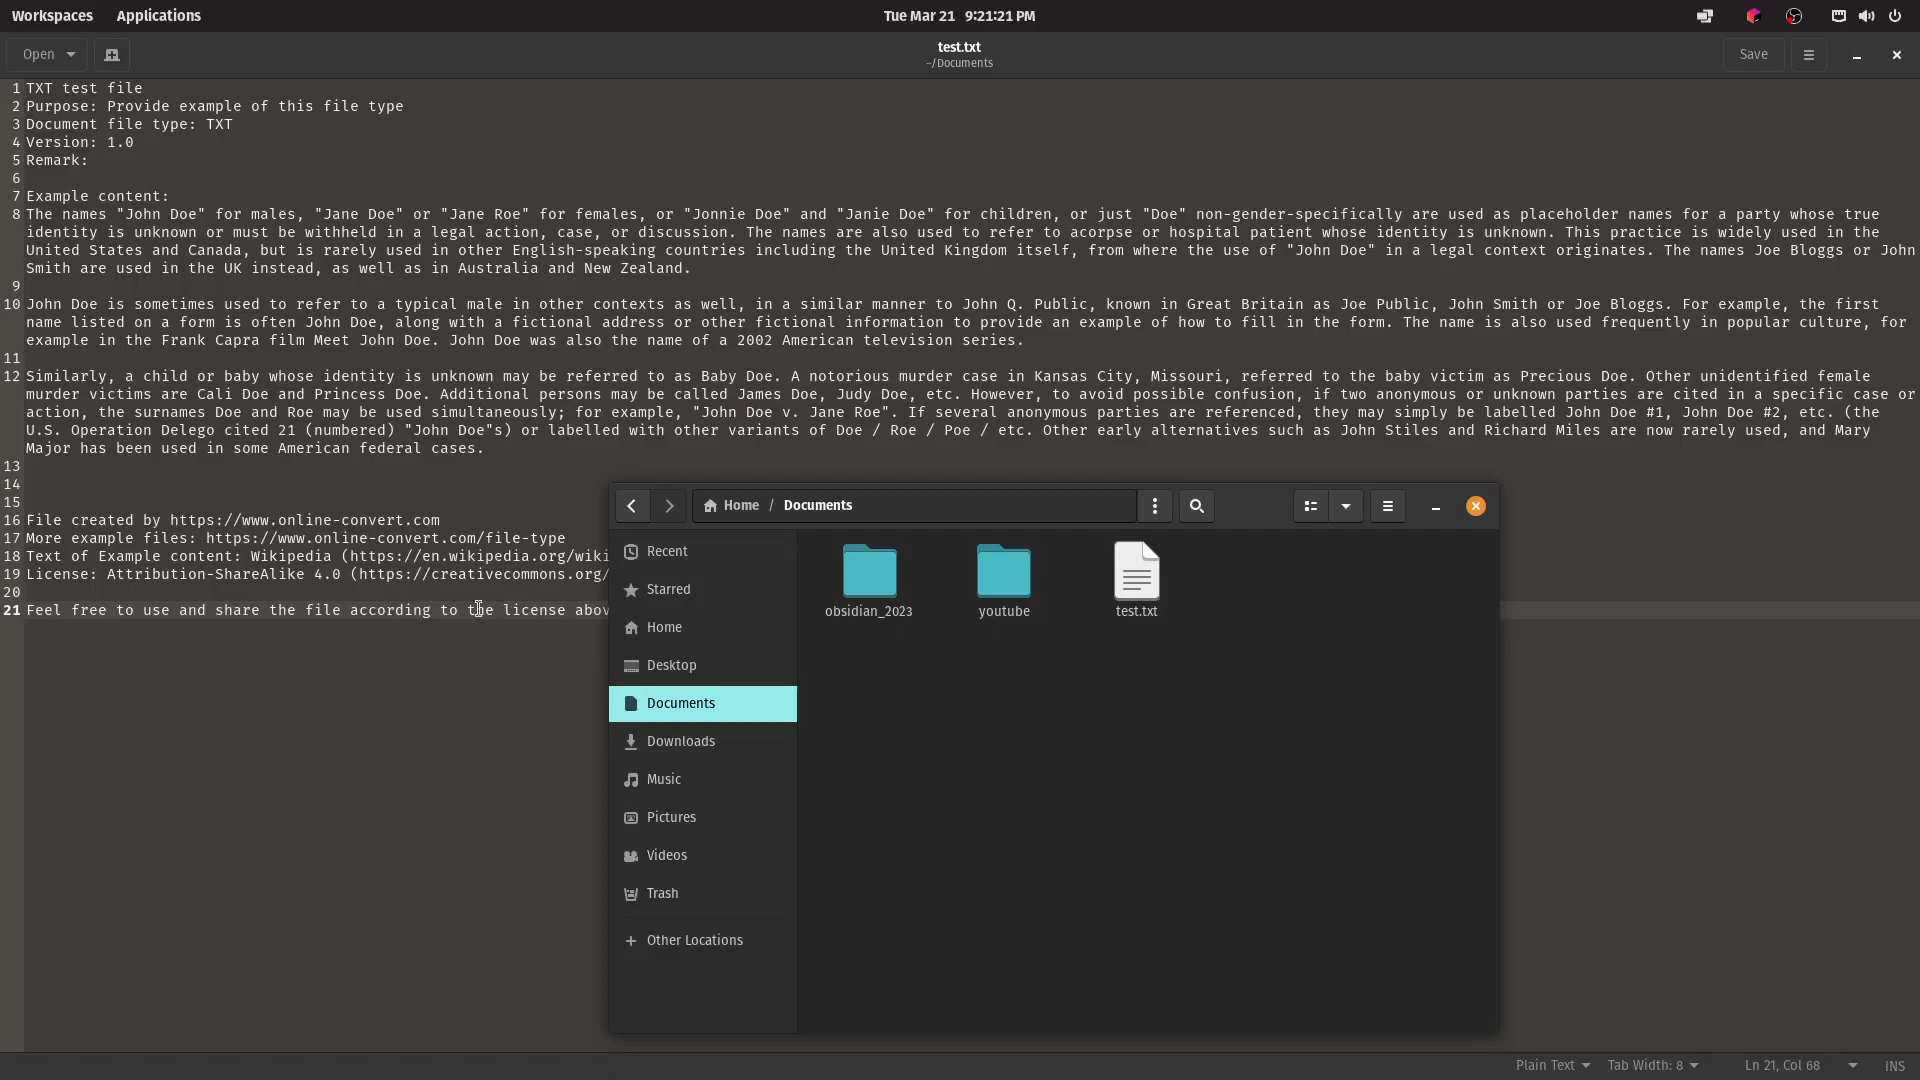 Workspaces Applications Tue Mar 21 9:21:21 PM
Open test.txt Save
~/Documents
1 TXT test file
2 Purpose: Provide example of this file type
3 Document file type: TXT
4 Version: 1.0
5 Remark:
6
7 Example content:
8 The names "John Doe" for males, "Jane Doe" or "Jane Roe" for females, or "Jonnie Doe" and "Janie Doe" for children, or just "Doe" non-gender-specifically are used as placeholder names for a party whose true
identity is unknown or must be withheld in a legal action, case, or discussion. The names are also used to refer to acorpse or hospital patient whose identity is unknown. This practice is widely used in the
United States and Canada, but is rarely used in other English-speaking countries including the United Kingdom itself, from where the use of "John Doe" in a legal context originates. The names Joe Bloggs or John
Smith are used in the UK instead, as well as in Australia and New Zealand.
9
10 John Doe is sometimes used to refer to a typical male in other contexts as well, in a similar manner to John Q. Public, known in Great Britain as Joe Public, John Smith or Joe Bloggs. For example, the first
name listed on a form is often John Doe, along with a fictional address or other fictional information to provide an example of how to fill in the form. The name is also used frequently in popular culture, for
example in the Frank Capra film Meet John Doe. John Doe was also the name of a 2002 American television series.
11
12 Similarly, a child or baby whose identity is unknown may be referred to as Baby Doe. A notorious murder case in Kansas City, Missouri, referred to the baby victim as Precious Doe. Other unidentified female
murder victims are Cali Doe and Princess Doe. Additional persons may be called James Doe, Judy Doe, etc. However, to avoid possible confusion, if two anonymous or unknown parties are cited in a specific case or
action, the surnames Doe and Roe may be used simultaneously; for example, "John Doe v. Jane Roe". If several anonymous parties are referenced, they may simply be labelled John Doe #1, John Doe #2, etc. (the
U.S. Operation Delego cited 21 (numbered) "John Doe"s) or labelled with other variants of Doe / Roe / Poe / etc. Other early alternatives such as John Stiles and Richard Miles are now rarely used, and Mary
Major has been used in some American federal cases.
13
14
15
16 File created by https://www.online-convert.com
17 More example files: https://www.online-convert.com/file-type
18 Text of Example content: Wikipedia (https://en.wikipedia.org/wiki
19 License: Attribution-ShareAlike 4.0 (https://creativecommons.org/
20
21 Feel free to use and share the file according to the license abov
Home / Documents
Recent
Starred
Home
Desktop
Documents
Downloads
Music
Pictures
Videos
Trash
Other Locations
obsidian_2023 youtube test.txt
Plain Text Tab Width: 8 Ln 21, Col 68 INS